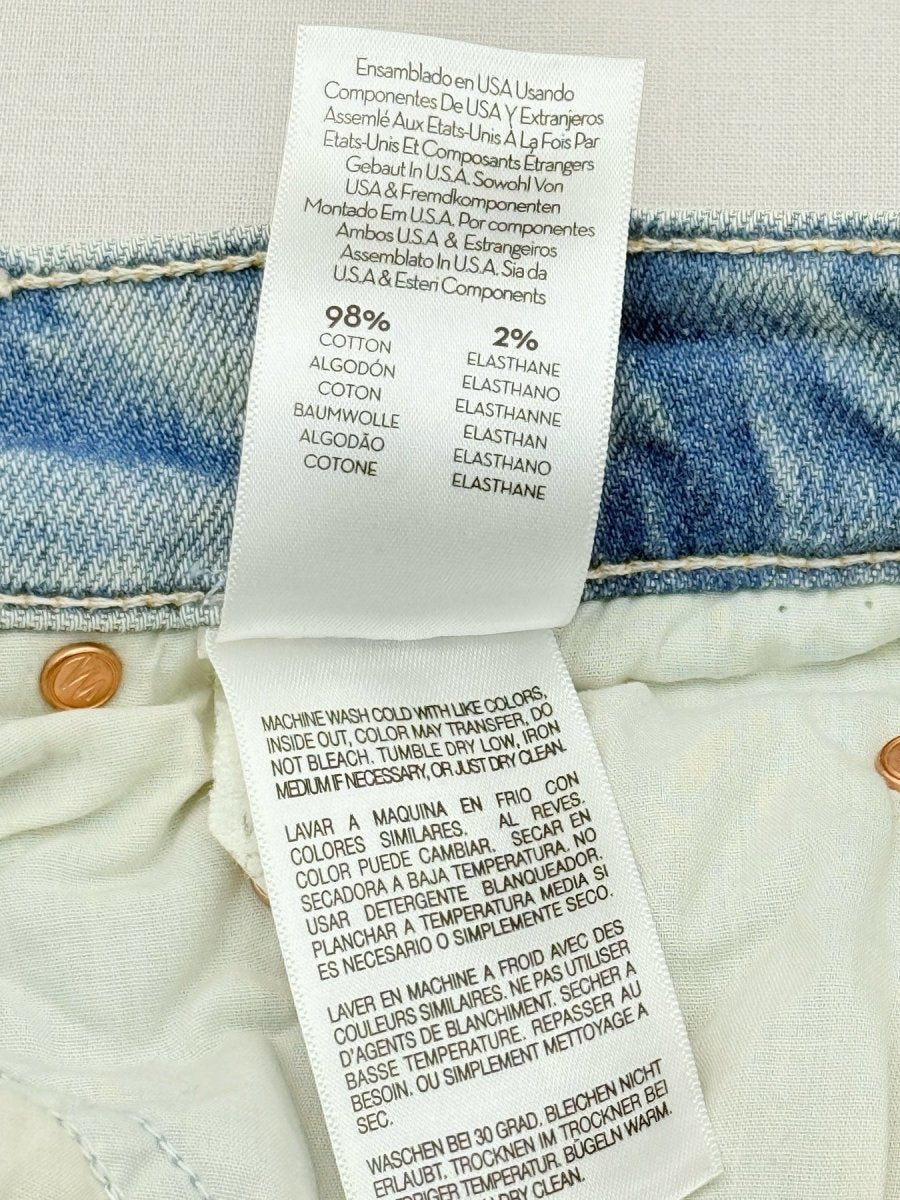 Ensamblado en USA Usando
Componentes De USA Y Extranjeros
Assemlé Aux Etats-Unis À La Fois Par
Etats-Unis Et Composants Étrangers
Gebaut In U.S.A. Sowohl Von
USA & Fremdkomponenten
Montado Em U.S.A. Por componentes
Ambos U.S.A & Estrangeiros
Assemblato In U.S.A. Sia da
U.S.A & Esteri Components
98%
COTTON
ALGODÓN
COTON
BAUMWOLLE
ALGODÃO
COTONE
2%
ELASTHANE
ELASTHANO
ELASTHANNE
ELASTHAN
ELASTHANO
ELASTHANE
MACHINE WASH COLD WITH LIKE COLORS,
INSIDE OUT, COLOR MAY TRANSFER, DO
NOT BLEACH. TUMBLE DRY LOW, IRON
MEDIUM IF NECESSARY, OR JUST DRY CLEAN.
LAVAR A MAQUINA EN FRIO CON
COLORES SIMILARES. AL REVES.
COLOR PUEDE CAMBIAR. SECAR EN
SECADORA A BAJA TEMPERATURA. NO
USAR DETERGENTE BLANQUEADOR.
PLANCHAR A TEMPERATURA MEDIA SI
ES NECESARIO O SIMPLEMENTE SECO.
LAVER EN MACHINE A FROID AVEC DES
COULEURS SIMILAIRES. NE PAS UTILISER
D'AGENTS DE BLANCHIMENT. SECHER A
BASSE TEMPERATURE. REPASSER AU
BESOIN. OU SIMPLEMENT METTOYAGE A
SEC.
WASCHEN BEI 30 GRAD. BLEICHEN NICHT
ERLAUBT. TROCKNEN IM TROCKNER BEI
TEMPERATUR. BÜGELN WARM.
DRY CLEAN.